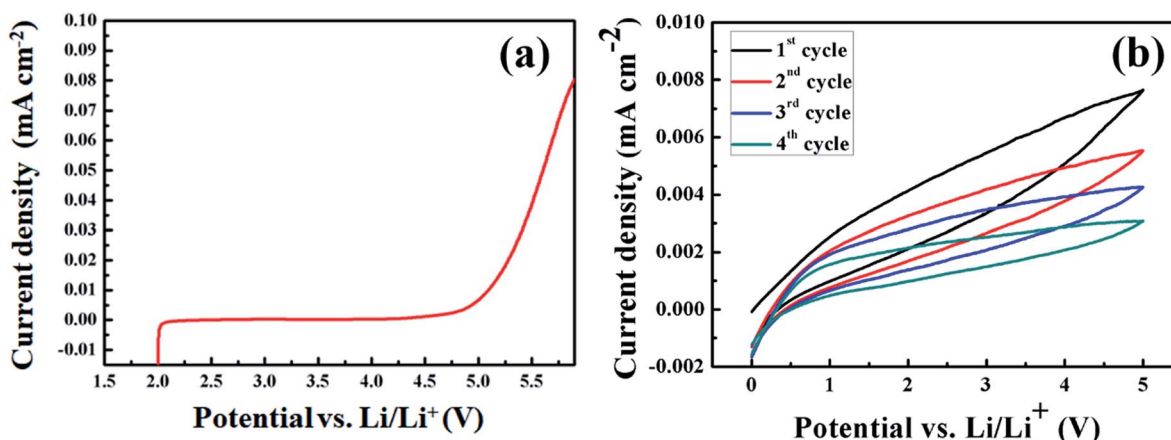 (a)
Current density (mA cm⁻²)
0.10
0.09
0.08
0.07
0.06
0.05
0.04
0.03
0.02
0.01
0.00
-0.01
1.5 2.0 2.5 3.0 3.5 4.0 4.5 5.0 5.5
Potential vs. Li/Li⁺ (V)
(b)
Current density (mA cm⁻²)
0.010
0.008
0.006
0.004
0.002
0.000
-0.002
1ˢᵗ cycle
2ⁿᵈ cycle
3ʳᵈ cycle
4ᵗʰ cycle
0 1 2 3 4 5
Potential vs. Li/Li⁺ (V)